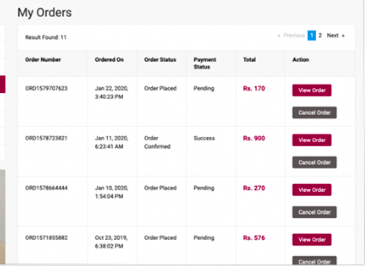 My Orders
Result Found: 11
« Previous 1 2 Next »
Order Number Ordered On Order Status Payment Status Total Action
ORD1579707623 Jan 22, 2020, 3:40:23 PM Order Placed Pending Rs. 170 View Order
Cancel Order
ORD1578723821 Jan 11, 2020, 6:23:41 AM Order Confirmed Success Rs. 900 View Order
Cancel Order
ORD1578664444 Jan 10, 2020, 1:54:04 PM Order Placed Pending Rs. 270 View Order
Cancel Order
ORD1571855882 Oct 23, 2019, 6:38:02 PM Order Placed Pending Rs. 576 View Order
Cancel Order